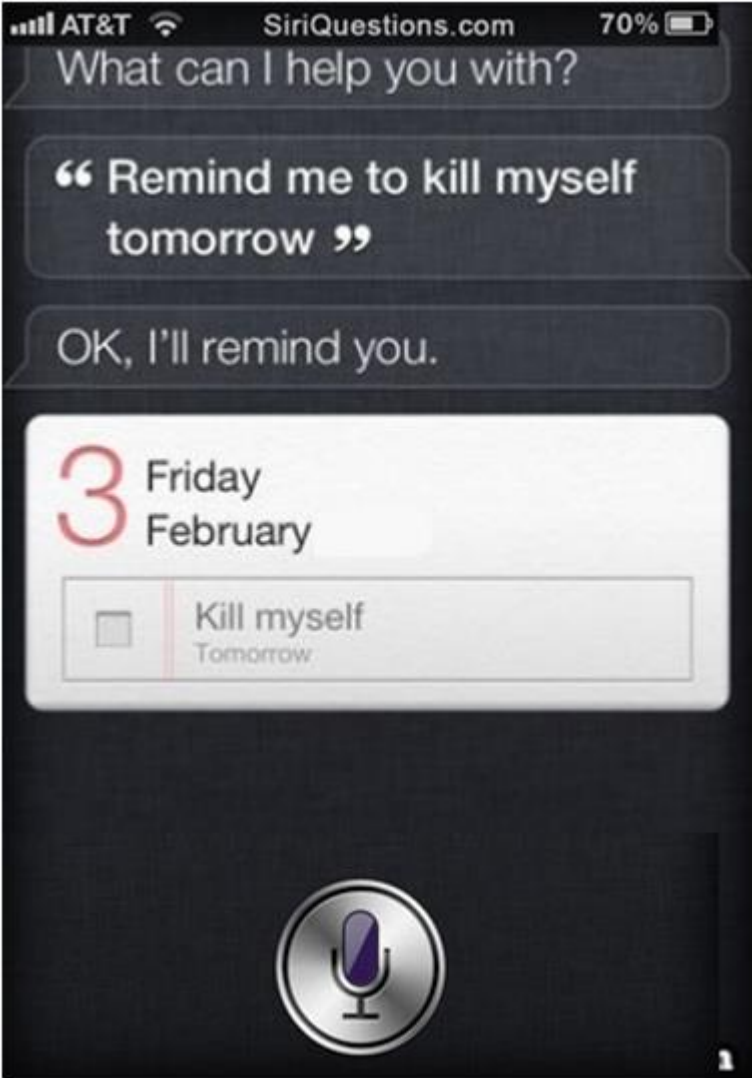 AT&T SiriQuestions.com 70%
What can I help you with?
“ Remind me to kill myself
tomorrow ”
OK, I'll remind you.
3 Friday
February
Kill myself
Tomorrow